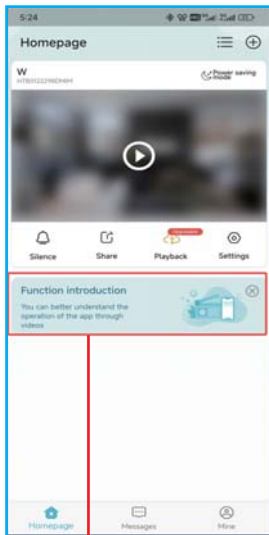 5:24
Homepage
W
Power saving
mode
Silence
Share
Playback
Settings
Function introduction
You can better understand the
operation of the app through
videos
Homepage
Messages
Mine